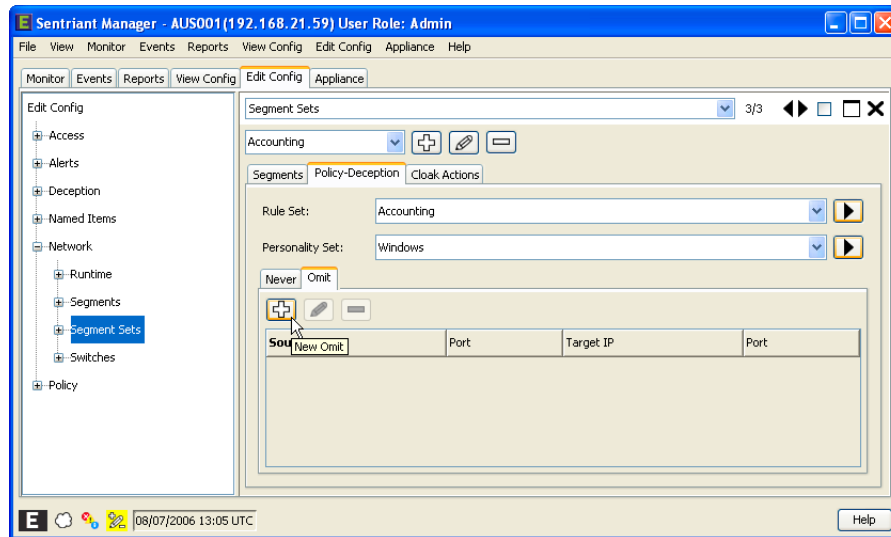 E Sentriant Manager - AUS001(192.168.21.59) User Role: Admin
File View Monitor Events Reports View Config Edit Config Appliance Help
Monitor Events Reports View Config Edit Config Appliance
Edit Config
Access
Alerts
Deception
Named Items
Network
Runtime
Segments
Segment Sets
Switches
Policy
Segment Sets 3/3
Accounting
Segments Policy-Deception Cloak Actions
Rule Set: Accounting
Personality Set: Windows
Never Omit
Sou Port Target IP Port
New Omit
E 08/07/2006 13:05 UTC Help